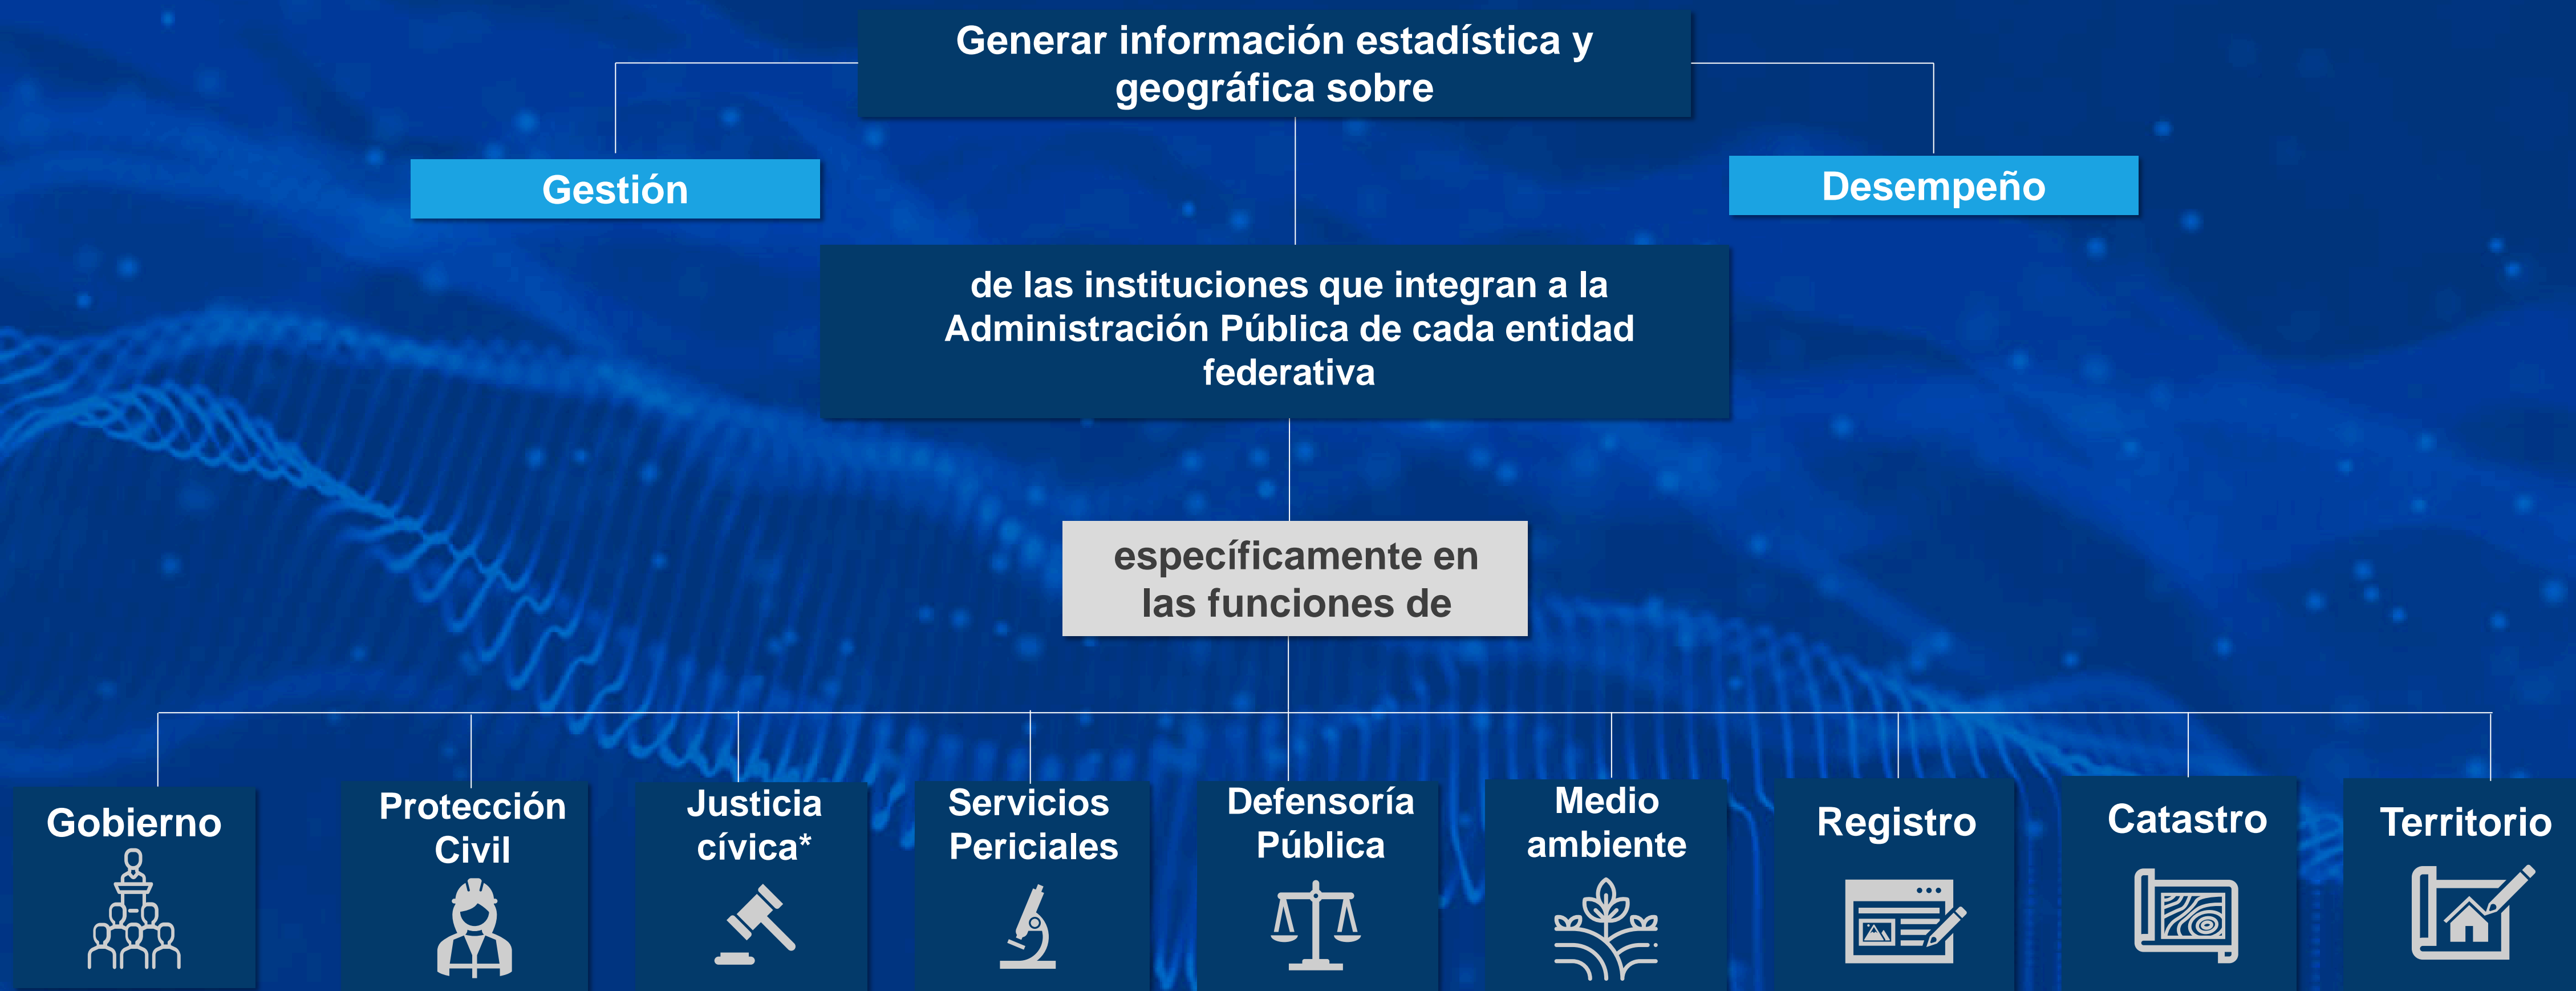 Generar información estadística y
geográfica sobre
Gestión
Desempeño
de las instituciones que integran a la
Administración Pública de cada entidad
federativa
específicamente en
las funciones de
Gobierno
Protección
Civil
Justicia
cívica*
Servicios
Periciales
Defensoría
Pública
Medio
ambiente
Registro
Catastro
Territorio